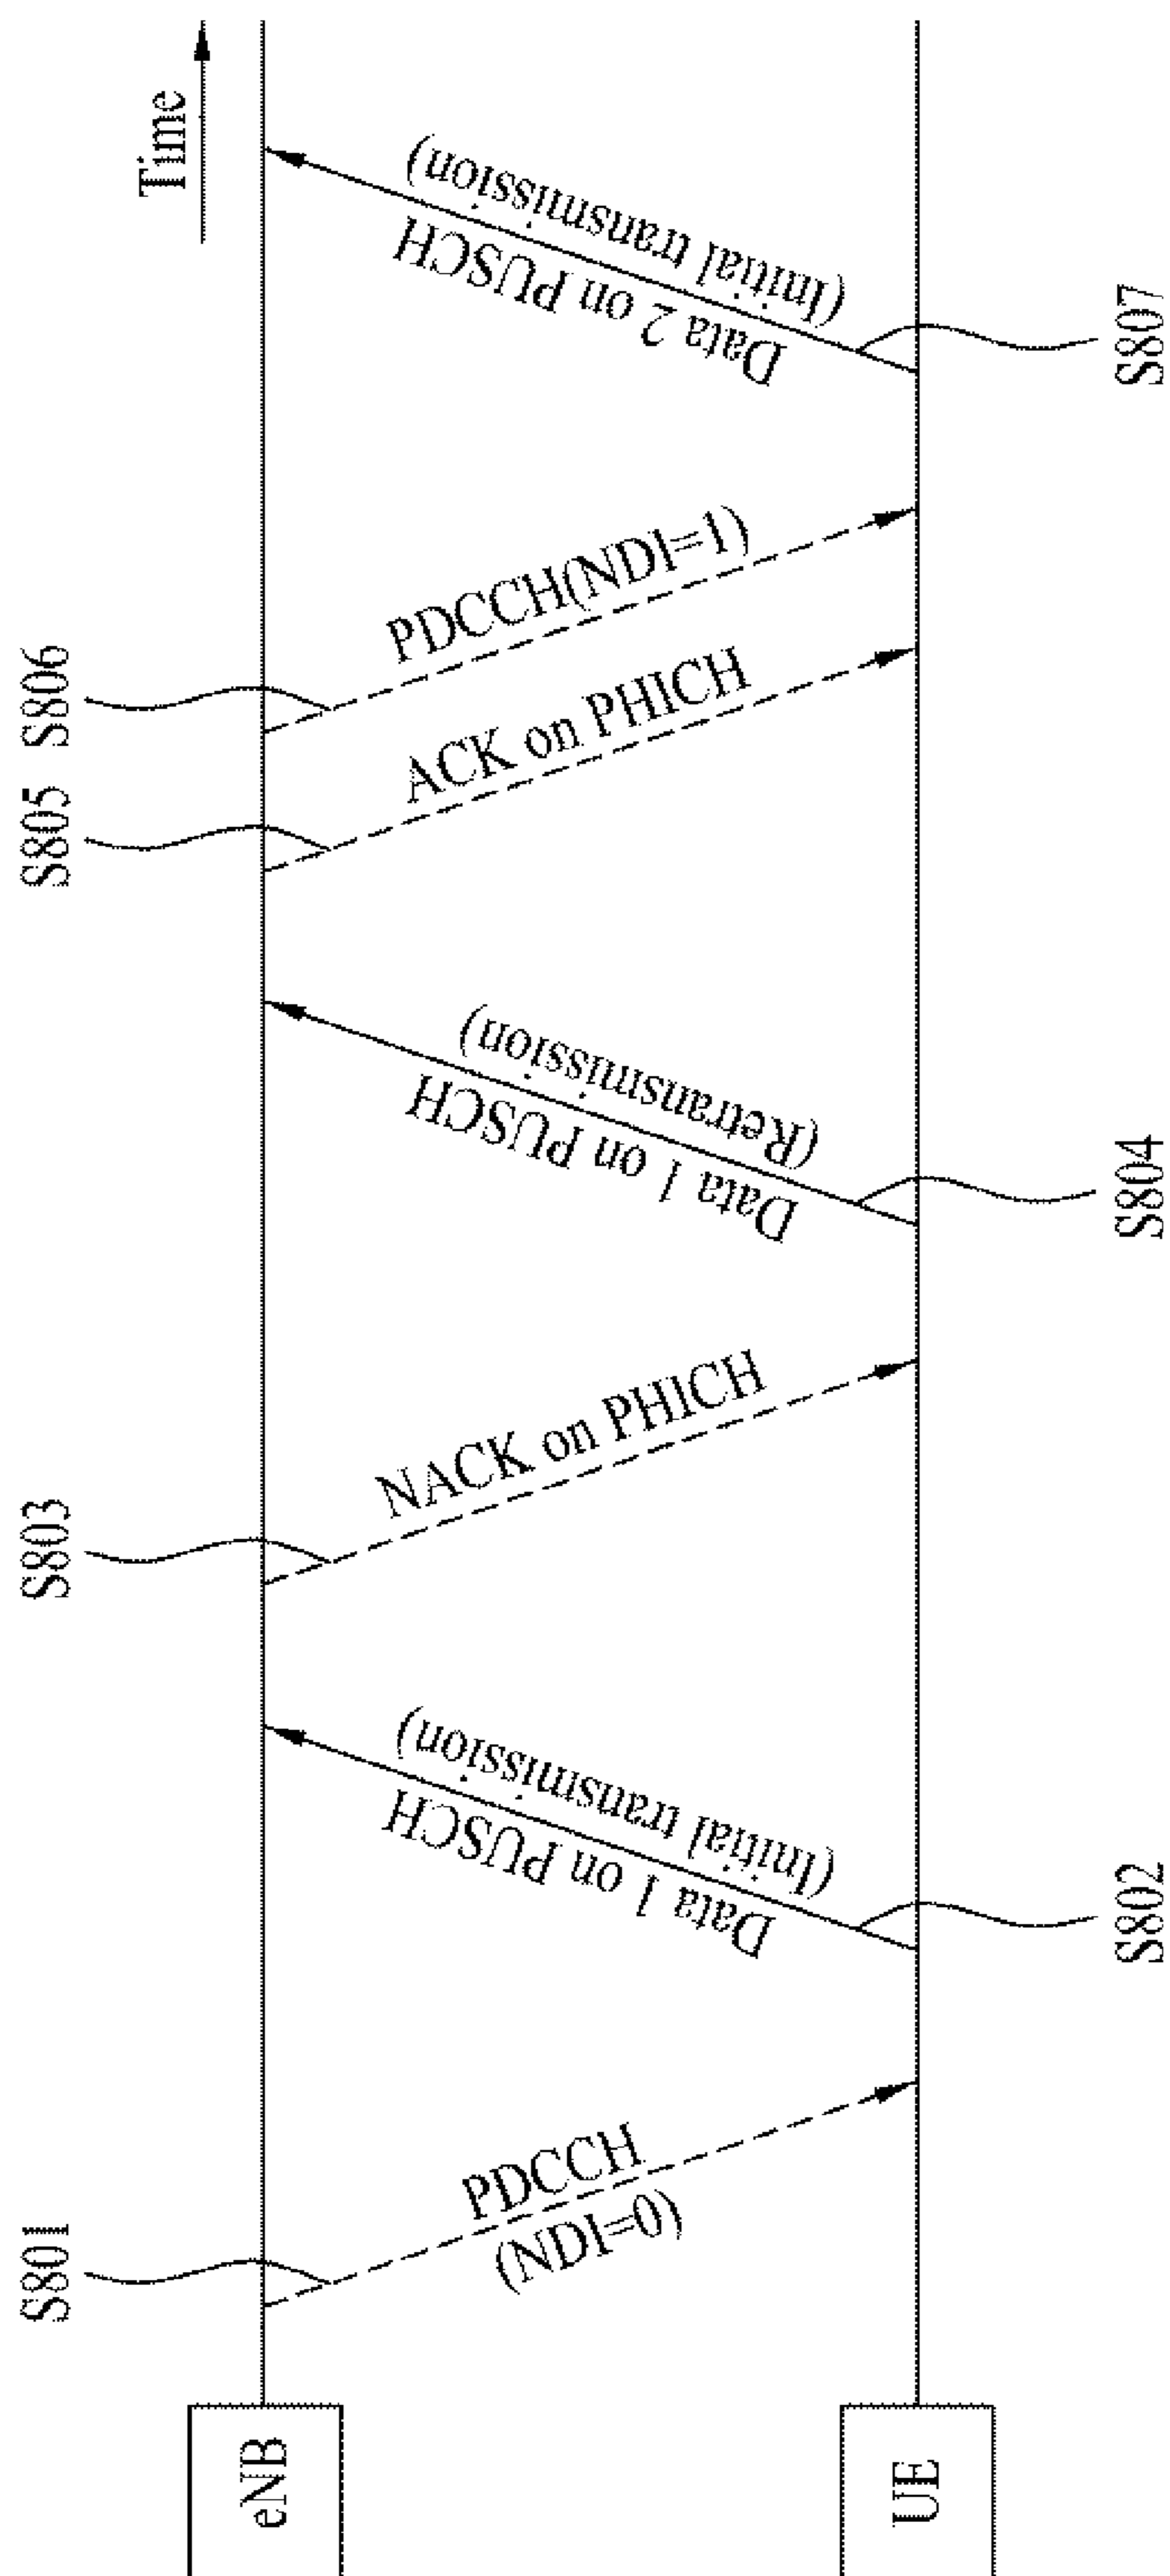 Time
eNB
UE
S801
PDCCH
(NDI=0)
S802
Data 1 on PUSCH
(Initial transmission)
S803
NACK on PHICH
S804
Data 1 on PUSCH
(Retransmission)
S805
ACK on PHICH
S806
PDCCH(NDI=1)
S807
Data 2 on PUSCH
(Initial transmission)